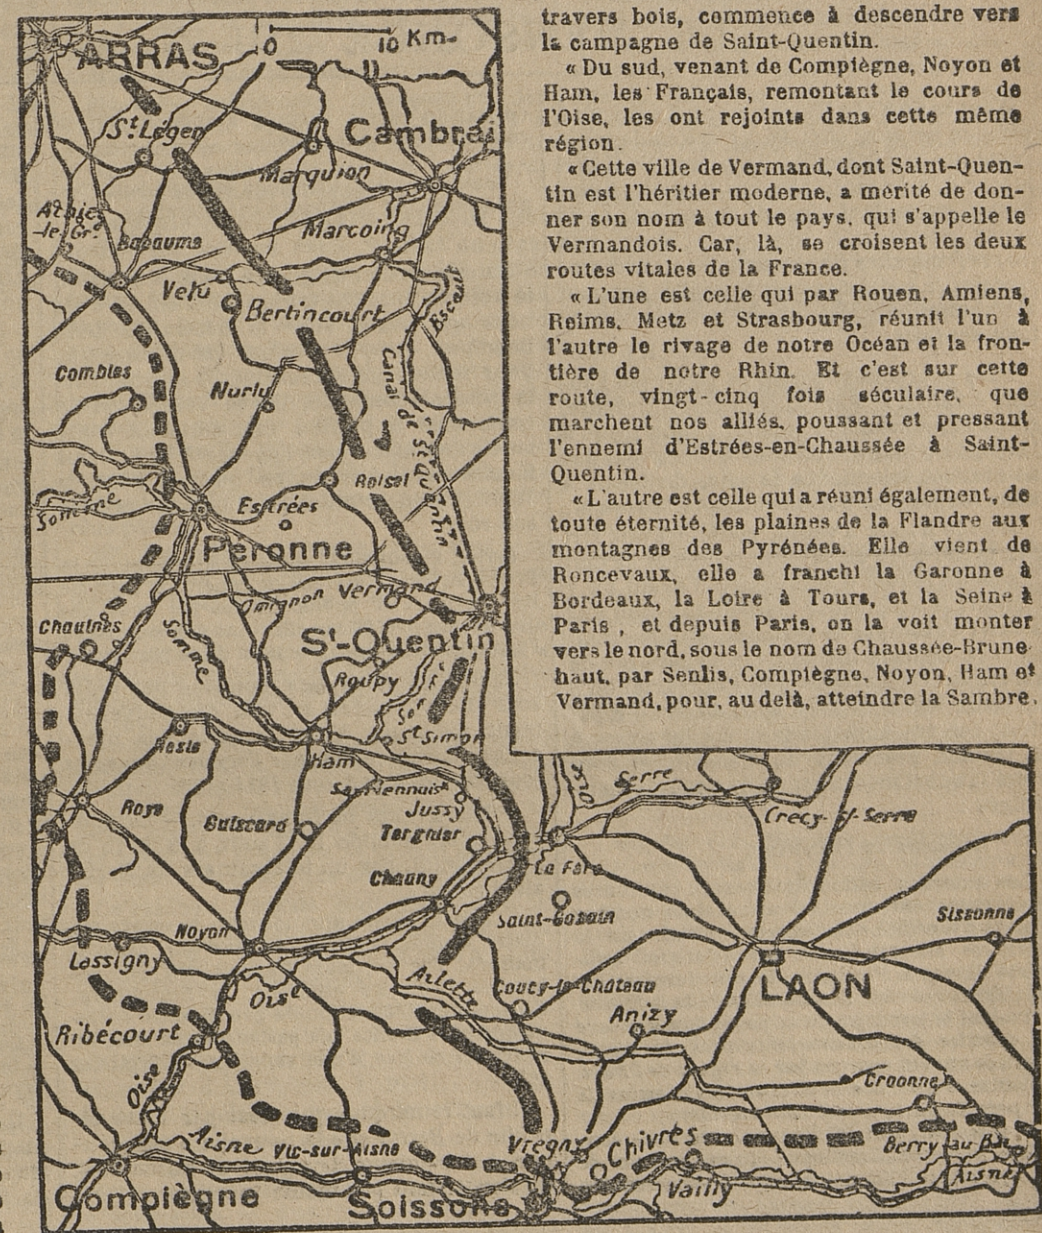 travers bois, commence à descendre vers
la campagne de Saint-Quentin.
« Du sud, venant de Compiègne, Noyon et
Ham, les Français, remontant le cours de
l'Oise, les ont rejoints dans cette même
région.
« Cette ville de Vermand, dont Saint-Quen-
tin est l'héritier moderne, a mérité de don-
ner son nom à tout le pays, qui s'appelle le
Vermandois. Car, là, se croisent les deux
routes vitales de la France.
« L'une est celle qui par Rouen, Amiens,
Reims, Metz et Strasbourg, réunit l'un à
l'autre le rivage de notre Océan et la fron-
tière de notre Rhin. Et c'est sur cette
route, vingt-cinq fois séculaire, que
marchent nos alliés, poussant et pressant
l'ennemi d'Estrées-en-Chaussée à Saint-
Quentin.
« L'autre est celle qui a réuni également, de
toute éternité, les plaines de la Flandre aux
montagnes des Pyrénées. Elle vient de
Roncevaux, elle a franchi la Garonne à
Bordeaux, la Loire à Tours, et la Seine à
Paris, et depuis Paris, on la voit monter
vers le nord, sous le nom de Chaussée-Brune
haut, par Senlis, Compiègne, Noyon, Ham et
Vermand, pour, au delà, atteindre la Sambre.
ARRAS
0 10 Km.
St Léger
Cambrai
Marquion
-le-Gr.d
Bapaume
Marcoing
Velu
Bertincourt
Escaut
Combles
Nurlu
Canal de St Quentin
Roisel
Somme
Estrées
Péronne
Omignon
Vermand
Chaulnes
St-Quentin
Somme
Roupy
St Simon
Nesle
Ham
Jussy
Roye
Guiscard
Tergnier
Oise
Serre
Crécy-s/-Serre
La Fère
Chauny
Saint-Gobain
Sissonne
Noyon
Lassigny
Oise
Ailette
Coucy-le-Château
LAON
Anizy
Ribécourt
Oise
Craonne
Aisne
Vic-sur-Aisne
Vregny
Chivres
Berry-au-Bac
Compiègne
Soissons
Vailly
Aisne